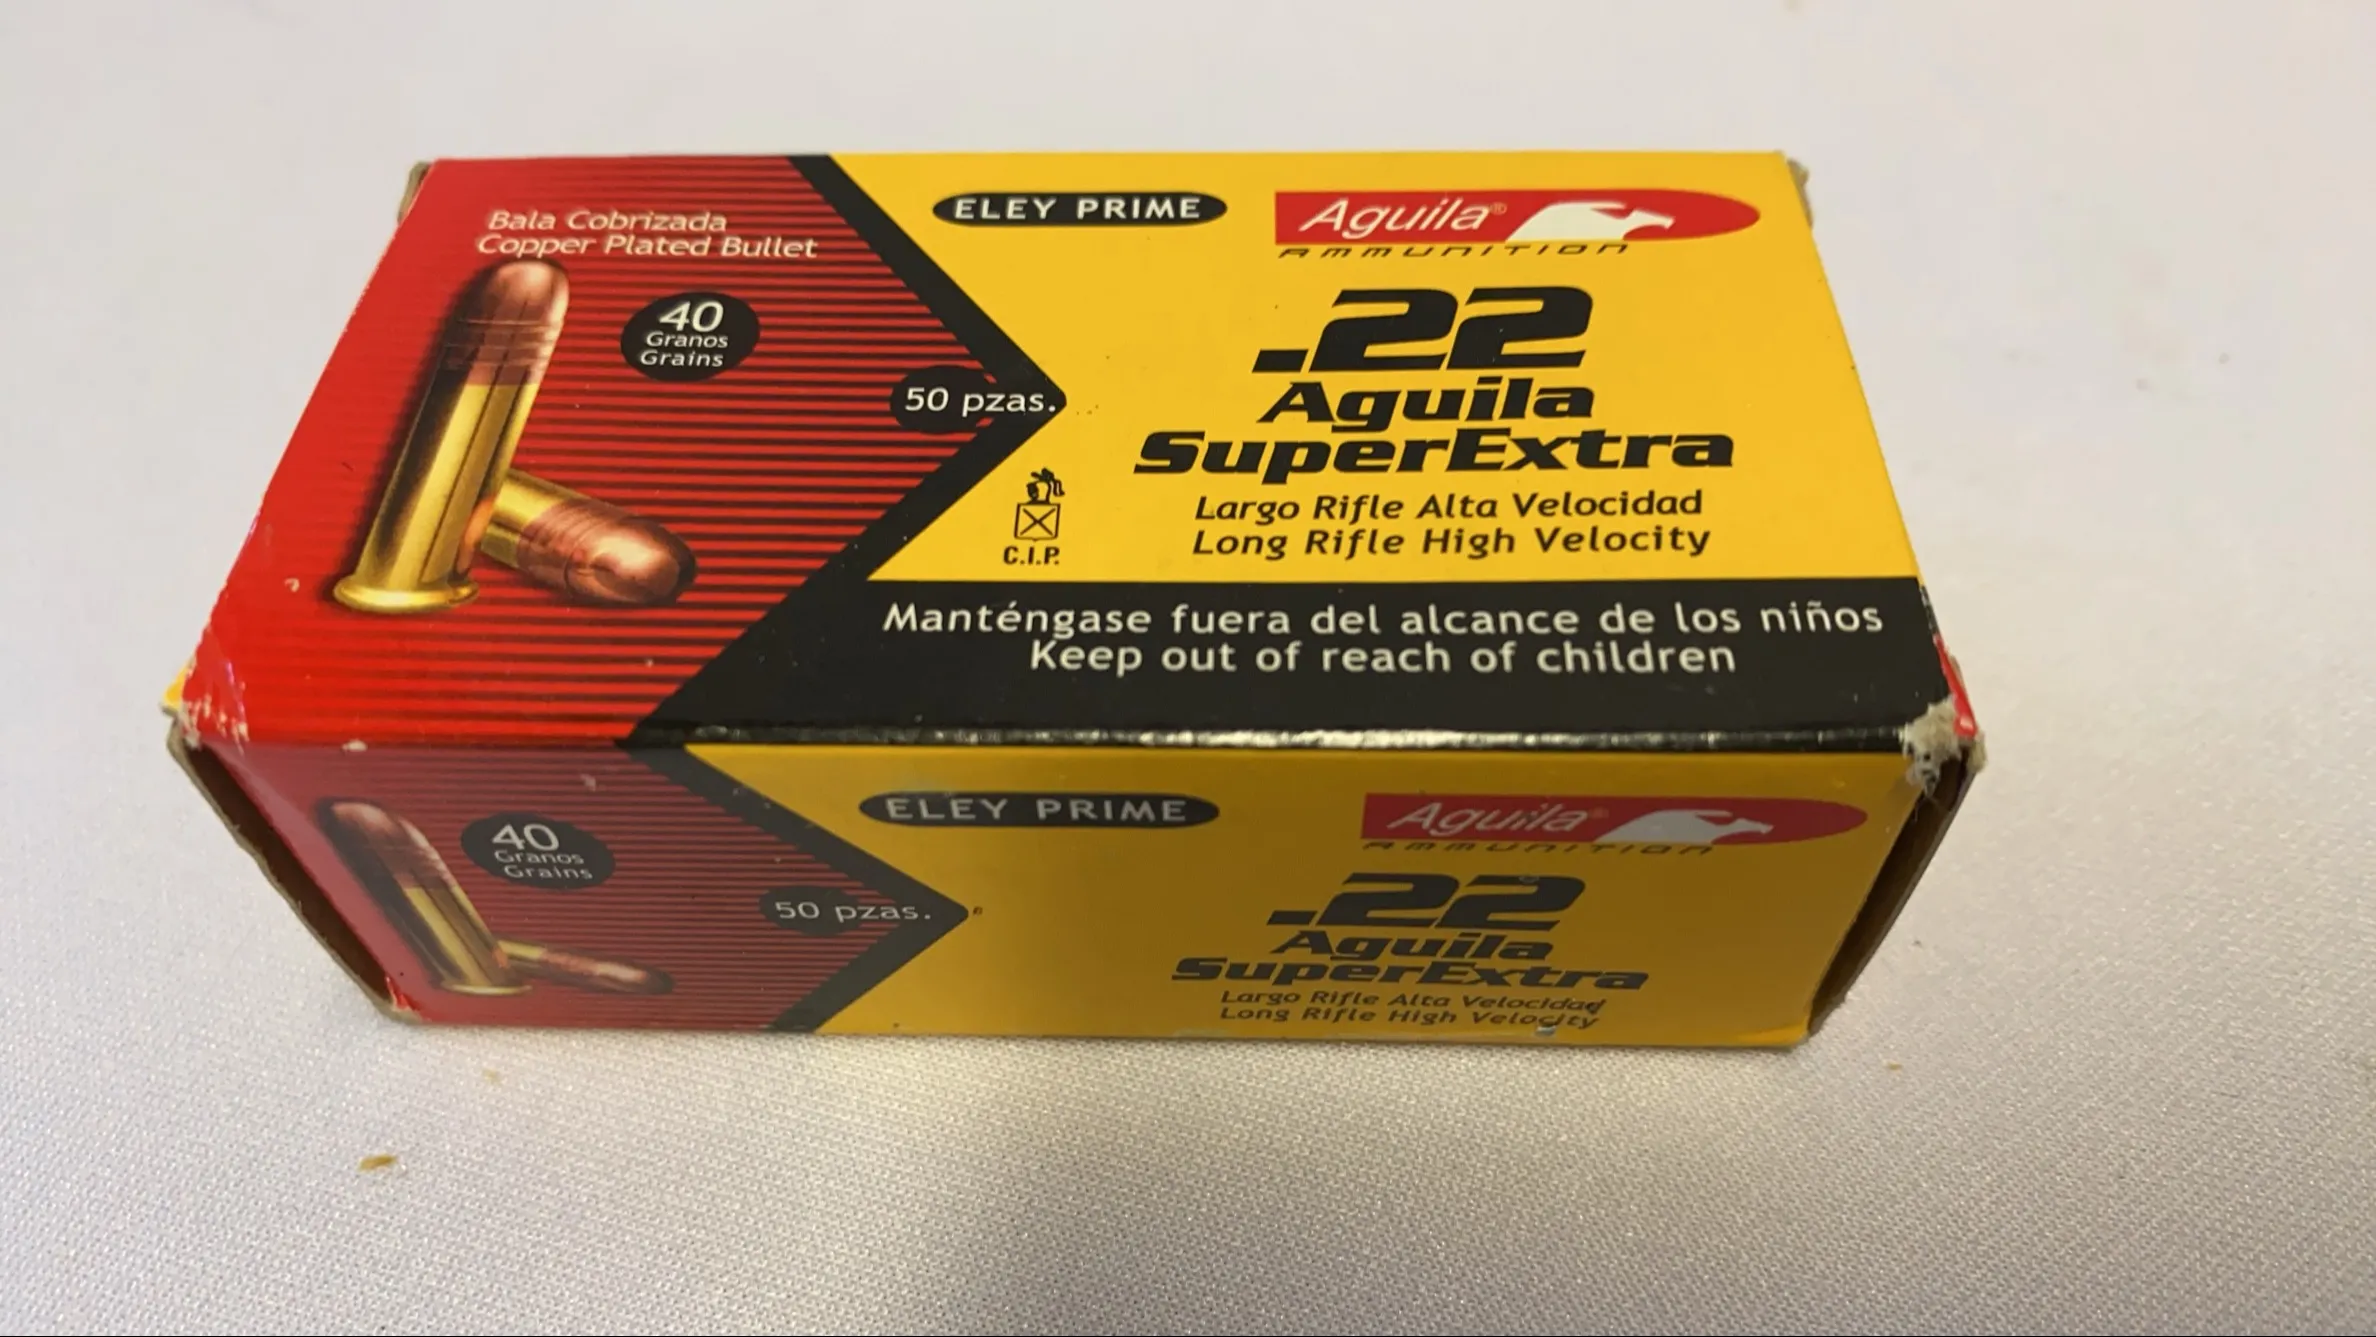 Bala Cobrizada
Copper Plated Bullet
40
Granos
Grains
50 pzas.
ELEY PRIME
Aguila®
AMMUNITION
.22
Aguila
SuperExtra
Largo Rifle Alta Velocidad
Long Rifle High Velocity
C.I.P.
Manténgase fuera del alcance de los niños
Keep out of reach of children
40
Granos
Grains
50 pzas.
ELEY PRIME
Aguila®
AMMUNITION
.22
Aguila
SuperExtra
Largo Rifle Alta Velocidad
Long Rifle High Velocity